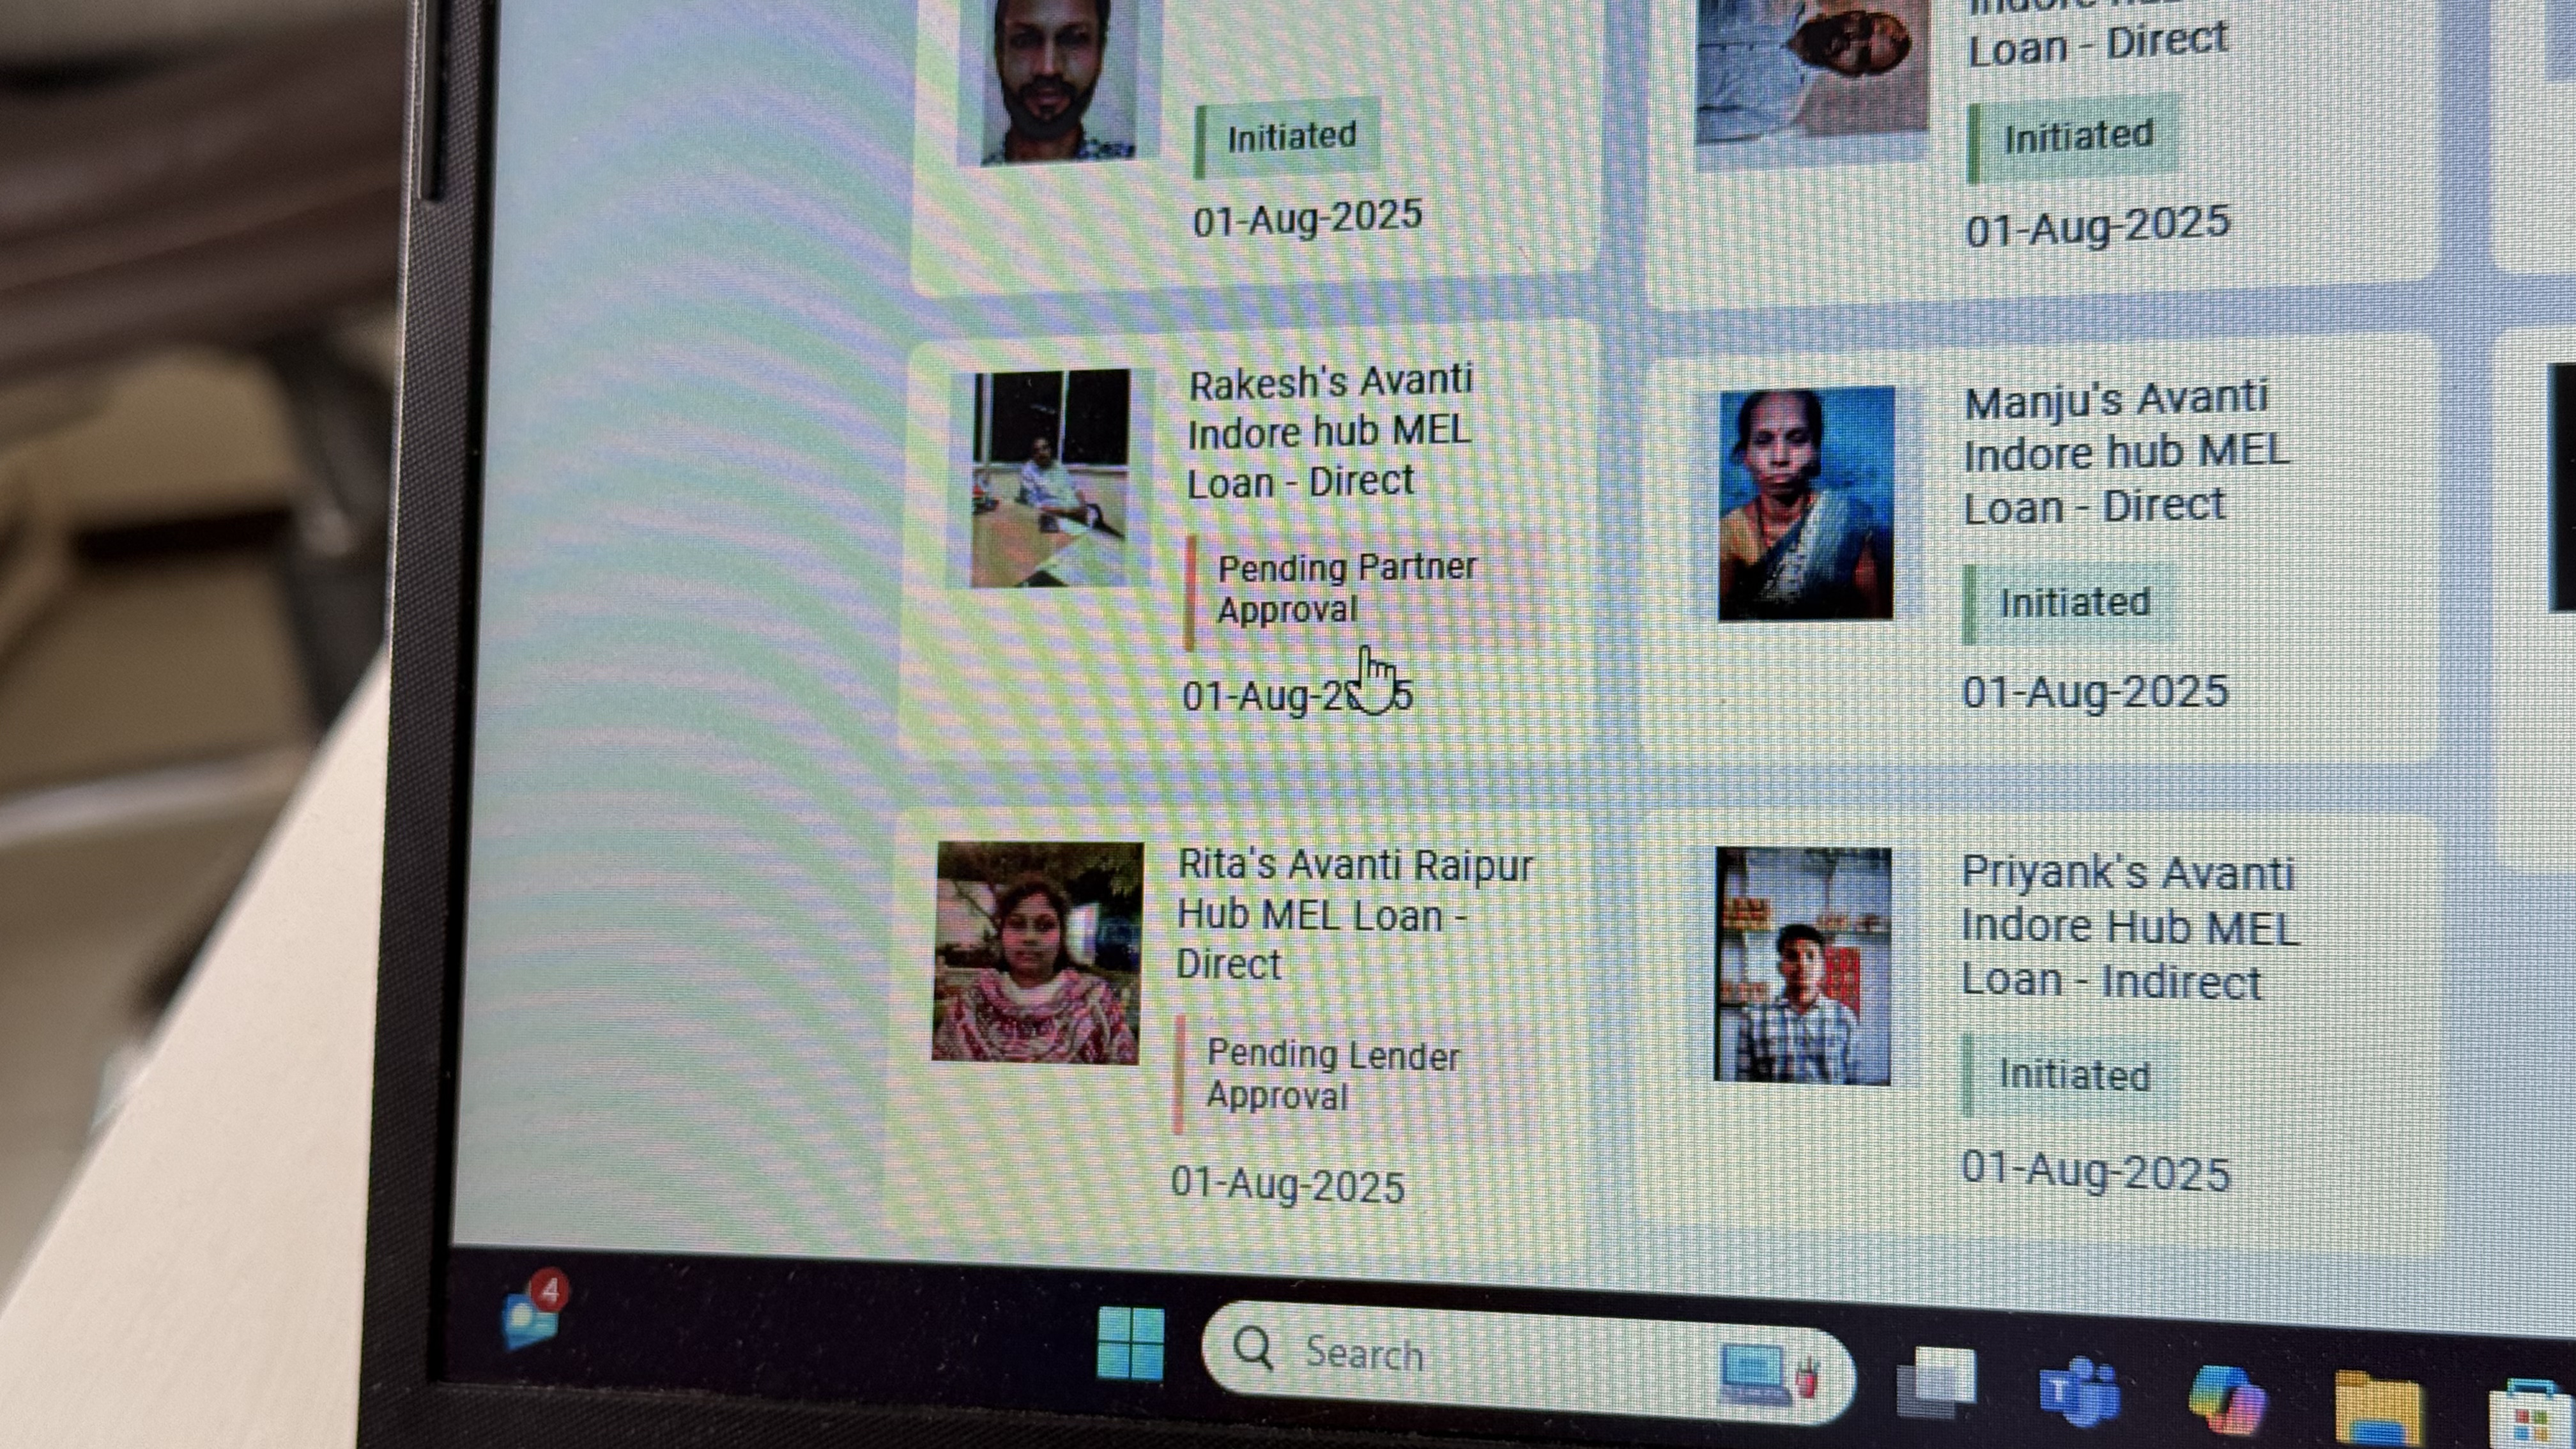 Initiated
01-Aug-2025
Loan - Direct
Initiated
01-Aug-2025
Rakesh's Avanti
Indore hub MEL
Loan - Direct
Pending Partner
Approval
01-Aug-2 5
Manju's Avanti
Indore hub MEL
Loan - Direct
Initiated
01-Aug-2025
Rita's Avanti Raipur
Hub MEL Loan -
Direct
Pending Lender
Approval
01-Aug-2025
Priyank's Avanti
Indore Hub MEL
Loan - Indirect
Initiated
01-Aug-2025
4
Search
T